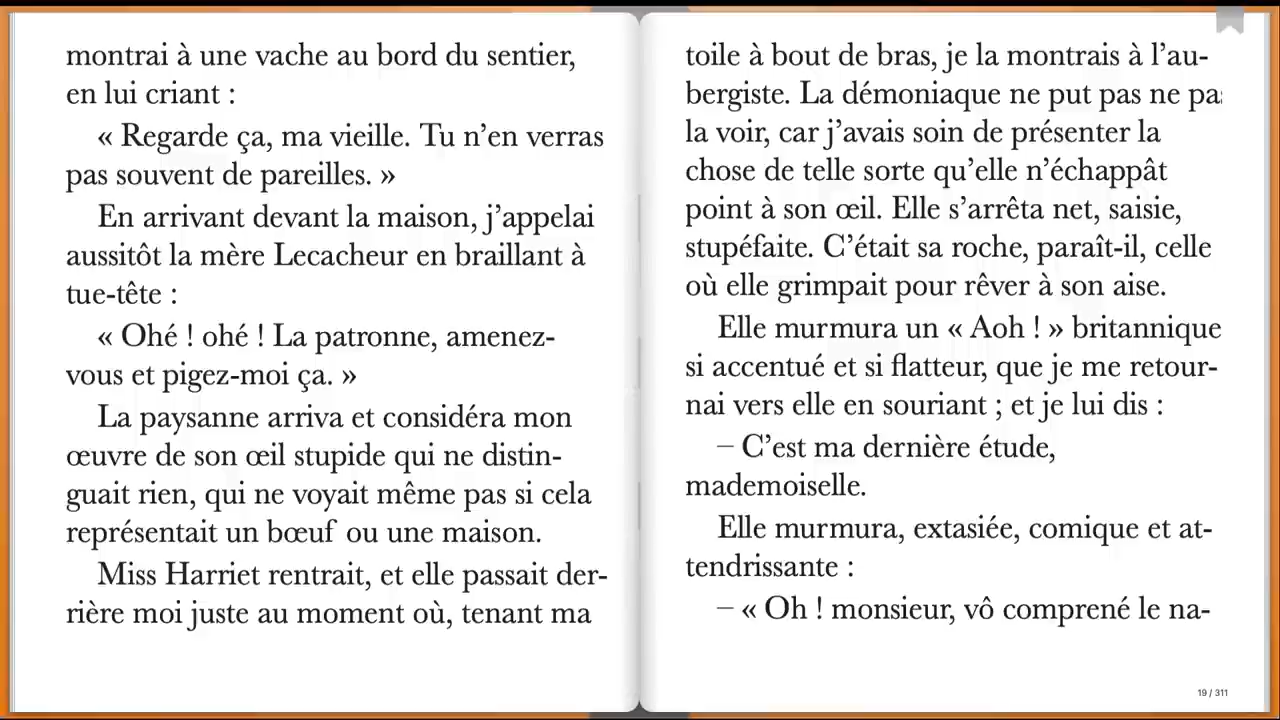 montrai à une vache au bord du sentier,
en lui criant :
« Regarde ça, ma vieille. Tu n’en verras
pas souvent de pareilles. »
En arrivant devant la maison, j’appelai
aussitôt la mère Lecacheur en braillant à
tue-tête :
« Ohé ! ohé ! La patronne, amenez-
vous et pigez-moi ça. »
La paysanne arriva et considéra mon
œuvre de son œil stupide qui ne distin-
guait rien, qui ne voyait même pas si cela
représentait un bœuf ou une maison.
Miss Harriet rentrait, et elle passait der-
rière moi juste au moment où, tenant ma
toile à bout de bras, je la montrais à l’au-
bergiste. La démoniaque ne put pas ne pas
la voir, car j’avais soin de présenter la
chose de telle sorte qu’elle n’échappât
point à son œil. Elle s’arrêta net, saisie,
stupéfaite. C’était sa roche, paraît-il, celle
où elle grimpait pour rêver à son aise.
Elle murmura un « Aoh ! » britannique
si accentué et si flatteur, que je me retour-
nai vers elle en souriant ; et je lui dis :
– C’est ma dernière étude,
mademoiselle.
Elle murmura, extasiée, comique et at-
tendrissante :
– « Oh ! monsieur, vô comprené le na-
19 / 311